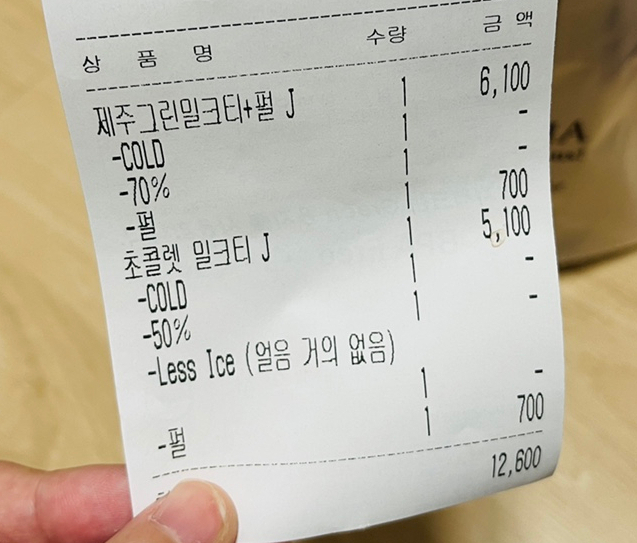 상 품 명 수량 금 액
제주그린밀크티+펄 J 1 6,100
-COLD 1 -
-70% 1 -
-펄 1 700
초콜렛 밀크티 J 1 5,100
-COLD 1 -
-50% 1 -
-Less Ice (얼음 거의 없음)
1 -
-펄 1 700
12,600